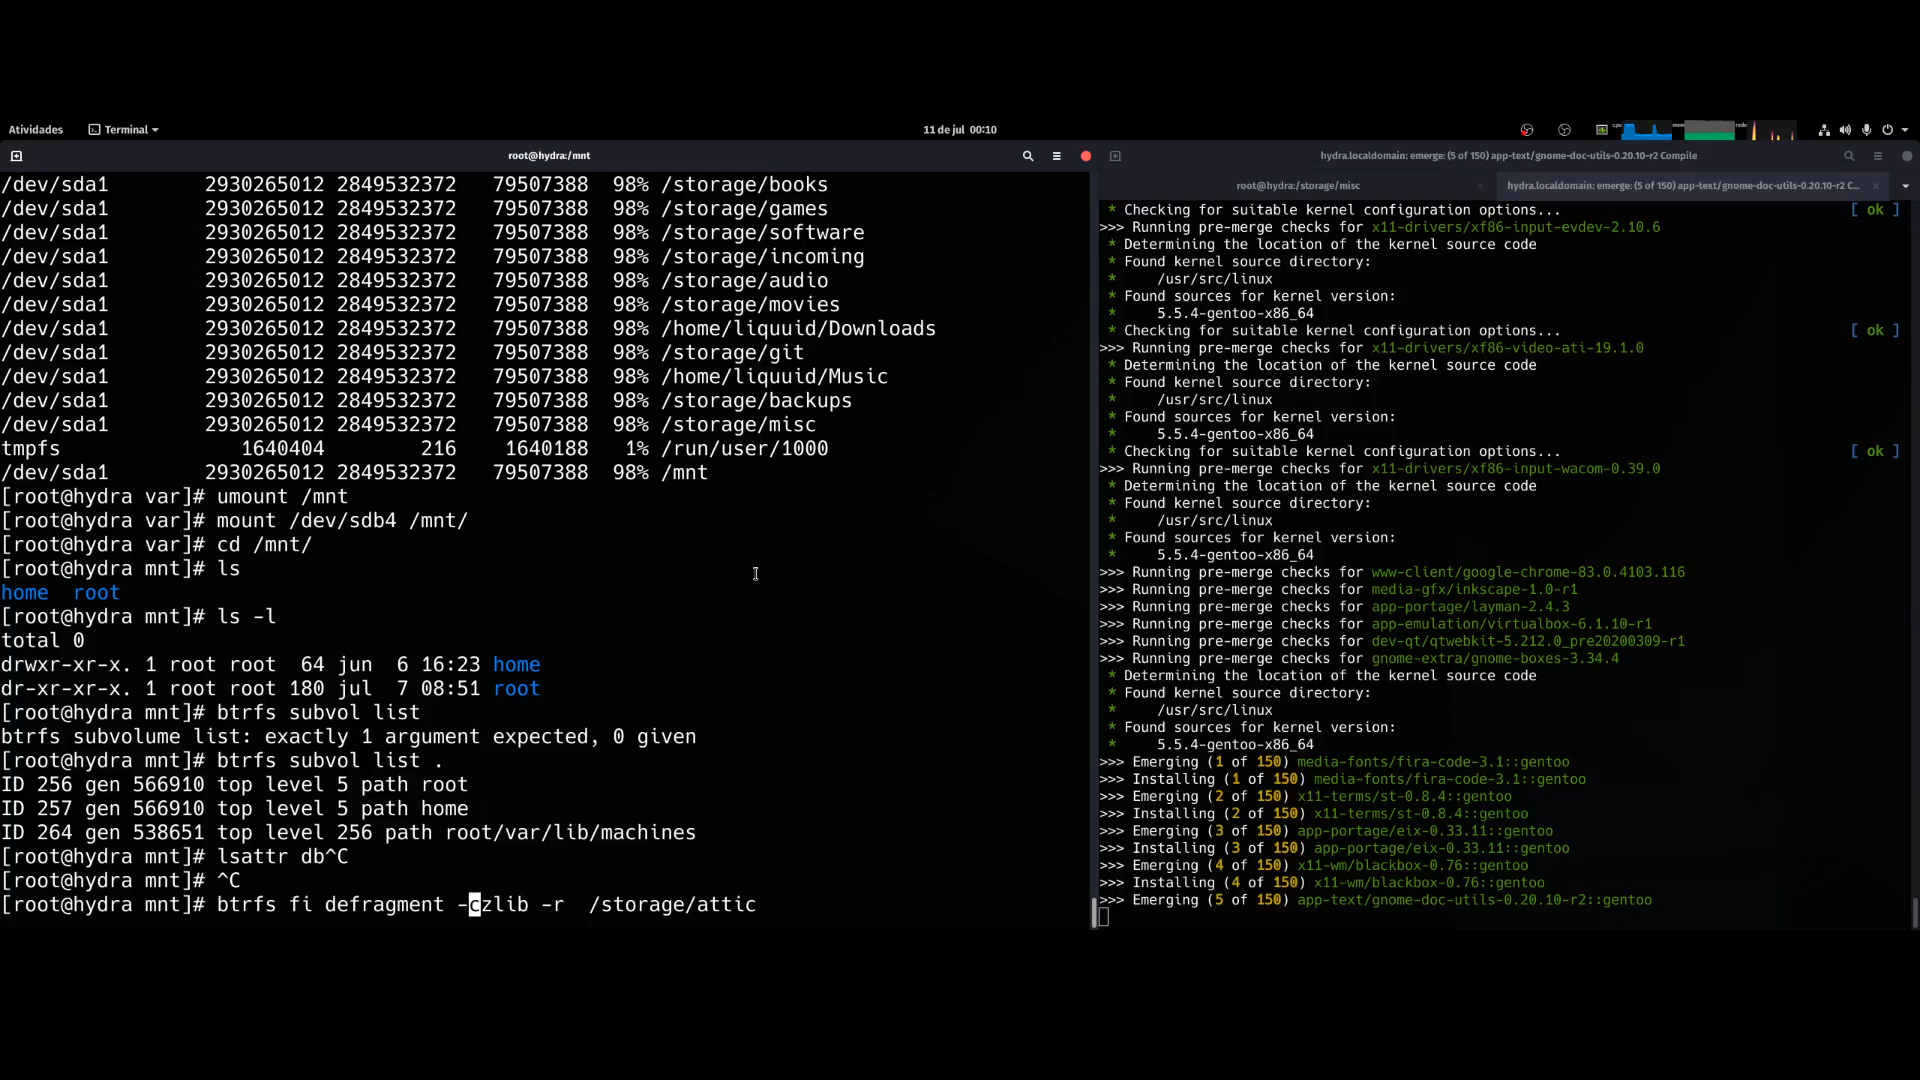 Atividades Terminal 11 de jul 00:10
root@hydra:/mnt
/dev/sda1 2930265012 2849532372 79507388 98% /storage/books
/dev/sda1 2930265012 2849532372 79507388 98% /storage/games
/dev/sda1 2930265012 2849532372 79507388 98% /storage/software
/dev/sda1 2930265012 2849532372 79507388 98% /storage/incoming
/dev/sda1 2930265012 2849532372 79507388 98% /storage/audio
/dev/sda1 2930265012 2849532372 79507388 98% /storage/movies
/dev/sda1 2930265012 2849532372 79507388 98% /home/liquuid/Downloads
/dev/sda1 2930265012 2849532372 79507388 98% /storage/git
/dev/sda1 2930265012 2849532372 79507388 98% /home/liquuid/Music
/dev/sda1 2930265012 2849532372 79507388 98% /storage/backups
/dev/sda1 2930265012 2849532372 79507388 98% /storage/misc
tmpfs 1640404 216 1640188 1% /run/user/1000
/dev/sda1 2930265012 2849532372 79507388 98% /mnt
[root@hydra var]# umount /mnt
[root@hydra var]# mount /dev/sdb4 /mnt/
[root@hydra var]# cd /mnt/
[root@hydra mnt]# ls
home root
[root@hydra mnt]# ls -l
total 0
drwxr-xr-x. 1 root root 64 jun 6 16:23 home
dr-xr-xr-x. 1 root root 180 jul 7 08:51 root
[root@hydra mnt]# btrfs subvol list
btrfs subvolume list: exactly 1 argument expected, 0 given
[root@hydra mnt]# btrfs subvol list .
ID 256 gen 566910 top level 5 path root
ID 257 gen 566910 top level 5 path home
ID 264 gen 538651 top level 256 path root/var/lib/machines
[root@hydra mnt]# lsattr db^C
[root@hydra mnt]# ^C
[root@hydra mnt]# btrfs fi defragment -czlib -r  /storage/attic
hydra.localdomain: emerge: (5 of 150) app-text/gnome-doc-utils-0.20.10-r2 Compile
root@hydra:/storage/misc
hydra.localdomain: emerge: (5 of 150) app-text/gnome-doc-utils-0.20.10-r2 C...
* Checking for suitable kernel configuration options... [ ok ]
>>> Running pre-merge checks for x11-drivers/xf86-input-evdev-2.10.6
* Determining the location of the kernel source code
* Found kernel source directory:
* /usr/src/linux
* Found sources for kernel version:
* 5.5.4-gentoo-x86_64
* Checking for suitable kernel configuration options... [ ok ]
>>> Running pre-merge checks for x11-drivers/xf86-video-ati-19.1.0
* Determining the location of the kernel source code
* Found kernel source directory:
* /usr/src/linux
* Found sources for kernel version:
* 5.5.4-gentoo-x86_64
* Checking for suitable kernel configuration options... [ ok ]
>>> Running pre-merge checks for x11-drivers/xf86-input-wacom-0.39.0
* Determining the location of the kernel source code
* Found kernel source directory:
* /usr/src/linux
* Found sources for kernel version:
* 5.5.4-gentoo-x86_64
>>> Running pre-merge checks for www-client/google-chrome-83.0.4103.116
>>> Running pre-merge checks for media-gfx/inkscape-1.0-r1
>>> Running pre-merge checks for app-portage/layman-2.4.3
>>> Running pre-merge checks for app-emulation/virtualbox-6.1.10-r1
>>> Running pre-merge checks for dev-qt/qtwebkit-5.212.0_pre20200309-r1
>>> Running pre-merge checks for gnome-extra/gnome-boxes-3.34.4
* Determining the location of the kernel source code
* Found kernel source directory:
* /usr/src/linux
* Found sources for kernel version:
* 5.5.4-gentoo-x86_64
>>> Emerging (1 of 150) media-fonts/fira-code-3.1::gentoo
>>> Installing (1 of 150) media-fonts/fira-code-3.1::gentoo
>>> Emerging (2 of 150) x11-terms/st-0.8.4::gentoo
>>> Installing (2 of 150) x11-terms/st-0.8.4::gentoo
>>> Emerging (3 of 150) app-portage/eix-0.33.11::gentoo
>>> Installing (3 of 150) app-portage/eix-0.33.11::gentoo
>>> Emerging (4 of 150) x11-wm/blackbox-0.76::gentoo
>>> Installing (4 of 150) x11-wm/blackbox-0.76::gentoo
>>> Emerging (5 of 150) app-text/gnome-doc-utils-0.20.10-r2::gentoo